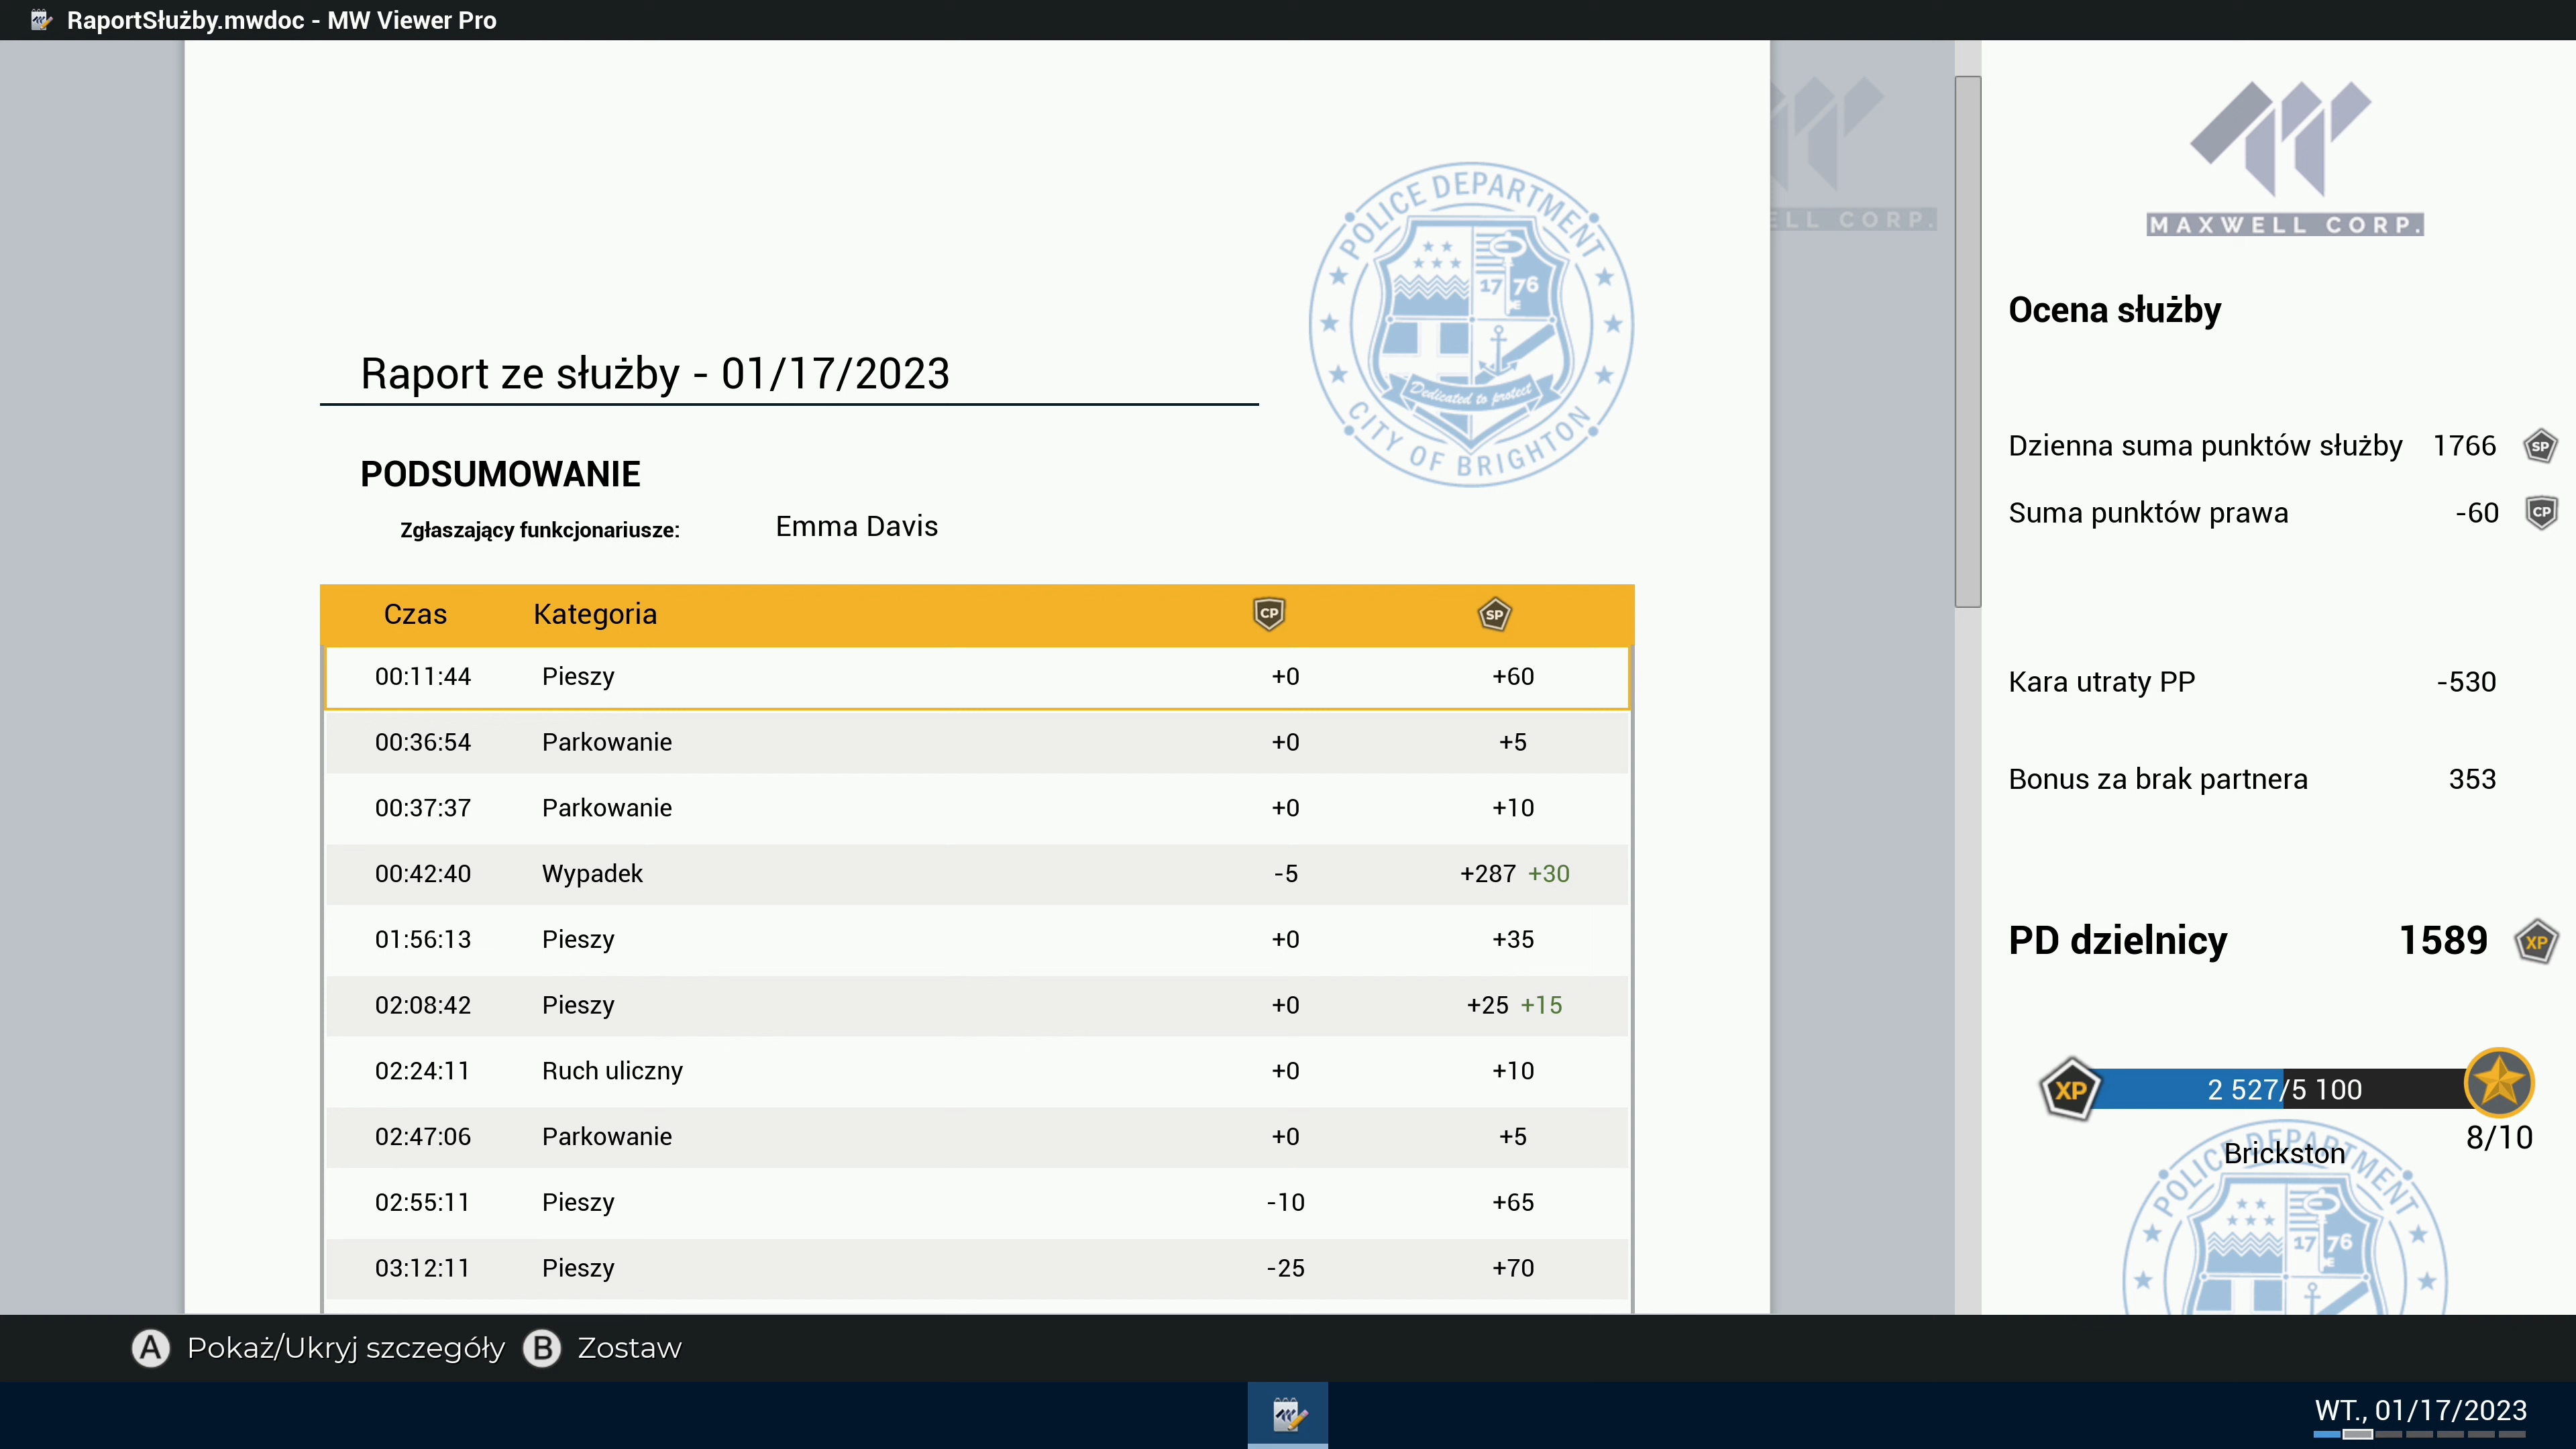 RaportSłużby.mwdoc - MW Viewer Pro
POLICE DEPARTMENT
17 76
Dedicated to protect
CITY OF BRIGHTON
Raport ze służby - 01/17/2023
PODSUMOWANIE
Zgłaszający funkcjonariusze: Emma Davis
Czas Kategoria CP SP
00:11:44 Pieszy +0 +60
00:36:54 Parkowanie +0 +5
00:37:37 Parkowanie +0 +10
00:42:40 Wypadek -5 +287 +30
01:56:13 Pieszy +0 +35
02:08:42 Pieszy +0 +25 +15
02:24:11 Ruch uliczny +0 +10
02:47:06 Parkowanie +0 +5
02:55:11 Pieszy -10 +65
03:12:11 Pieszy -25 +70
ELL CORP.
MAXWELL CORP.
Ocena służby
Dzienna suma punktów służby 1766 SP
Suma punktów prawa -60 CP
Kara utraty PP -530
Bonus za brak partnera 353
PD dzielnicy 1589 XP
XP 2 527/5 100
8/10
Brickston
POLICE DEPARTMENT
17 76
A Pokaż/Ukryj szczegóły B Zostaw
WT., 01/17/2023